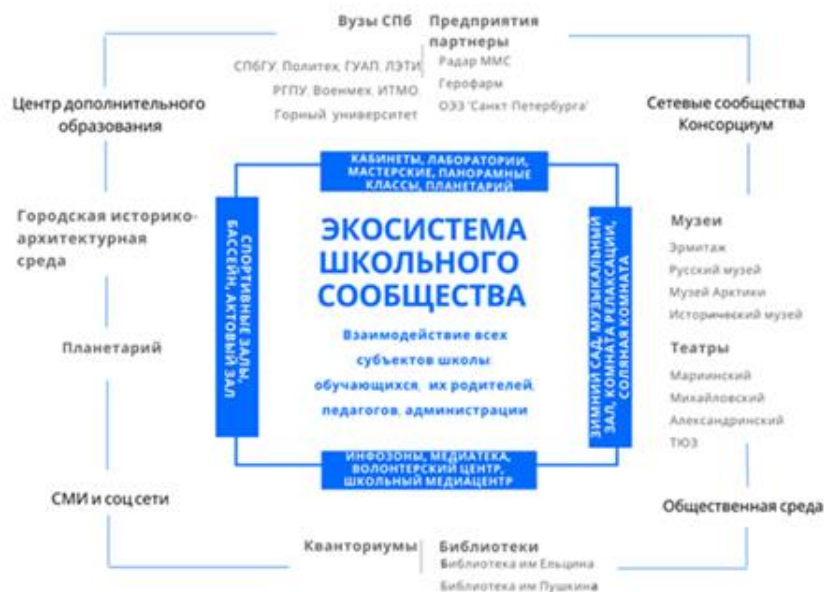 Вузы СПб
Предприятия
партнеры
СПбГУ, Политех, ГУАП, ЛЭТИ
РГПУ, Военмех, ИТМО,
Горный университет
Радар ММС
Герофарм
ОЭЗ 'Санкт Петербурга'
Центр дополнительного
образования
Сетевые сообщества
Консорциум
КАБИНЕТЫ, ЛАБОРАТОРИИ,
МАСТЕРСКИЕ, ПАНОРАМНЫЕ
КЛАССЫ, ПЛАНЕТАРИЙ
Городская историко-
архитектурная
среда
СПОРТИВНЫЕ ЗАЛЫ,
БАССЕЙН, АКТОВЫЙ ЗАЛ
ЭКОСИСТЕМА
ШКОЛЬНОГО
СООБЩЕСТВА
Взаимодействие всех
субъектов школы:
обучающихся, их родителей,
педагогов, администрации
ЗИМНИЙ САД, МУЗЫКАЛЬНЫЙ
ЗАЛ, КОМНАТА РЕЛАКСАЦИИ,
СОЛЯНАЯ КОМНАТА
Музеи
Эрмитаж
Русский музей
Музей Арктики
Исторический музей
Планетарий
Театры
Мариинский
Михайловский
Александринский
ТЮЗ
ИНФОЗОНЫ, МЕДИАТЕКА,
ВОЛОНТЕРСКИЙ ЦЕНТР,
ШКОЛЬНЫЙ МЕДИАЦЕНТР
СМИ и соц сети
Общественная среда
Кванториумы
Библиотеки
Библиотека им Ельцина
Библиотека им Пушкина